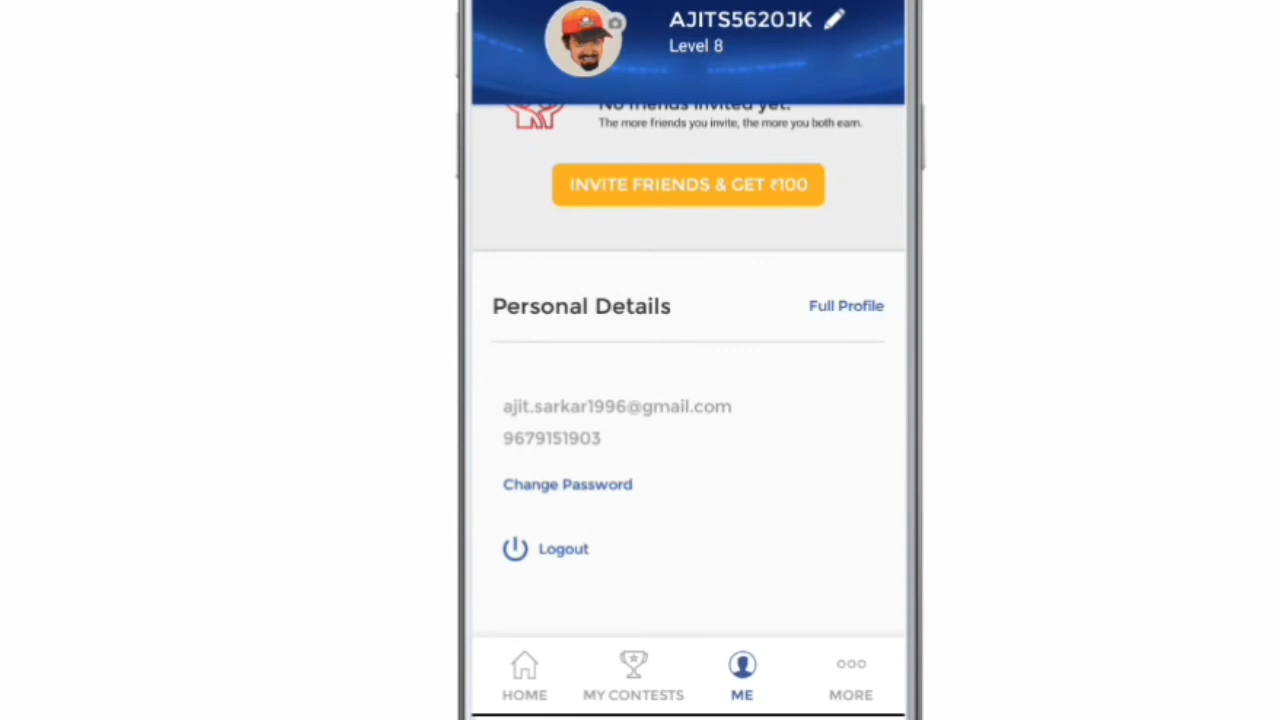 AJITS5620JK
Level 8
No friends invited yet.
The more friends you invite, the more you both earn.
INVITE FRIENDS & GET ₹100
Personal Details
Full Profile
ajit.sarkar1996@gmail.com
9679151903
Change Password
Logout
HOME
MY CONTESTS
ME
MORE